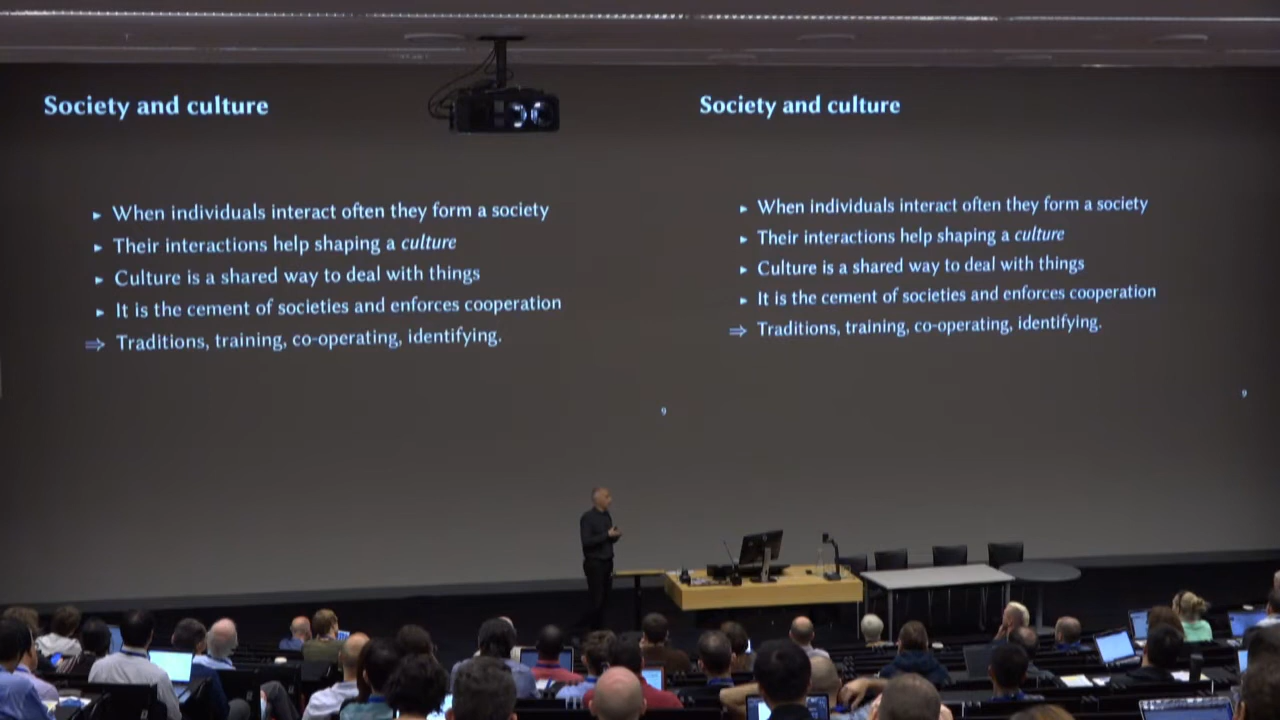 Society and culture
▸ When individuals interact often they form a society
▸ Their interactions help shaping a culture
▸ Culture is a shared way to deal with things
▸ It is the cement of societies and enforces cooperation
⇒ Traditions, training, co-operating, identifying.
9
Society and culture
▸ When individuals interact often they form a society
▸ Their interactions help shaping a culture
▸ Culture is a shared way to deal with things
▸ It is the cement of societies and enforces cooperation
⇒ Traditions, training, co-operating, identifying.
9